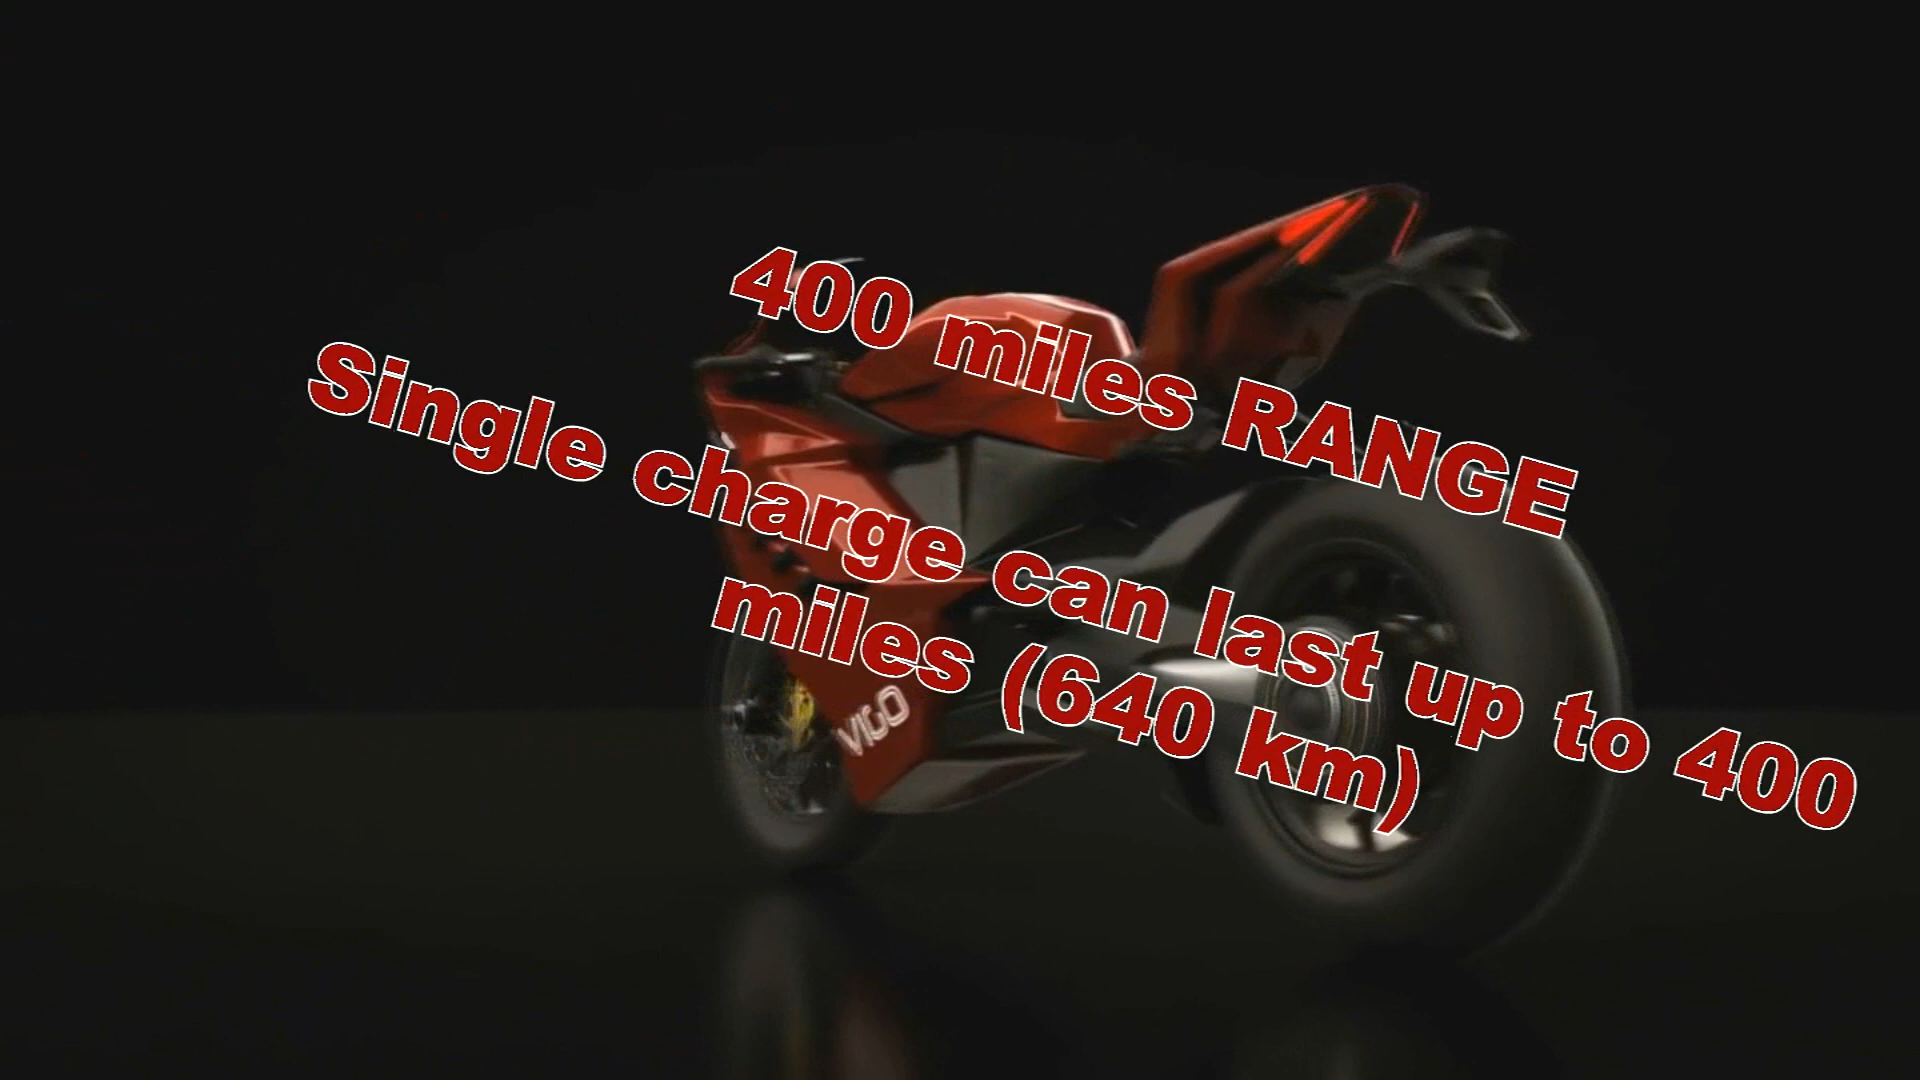 400 miles RANGE
Single charge can last up to 400
miles (640 km)
VIGO